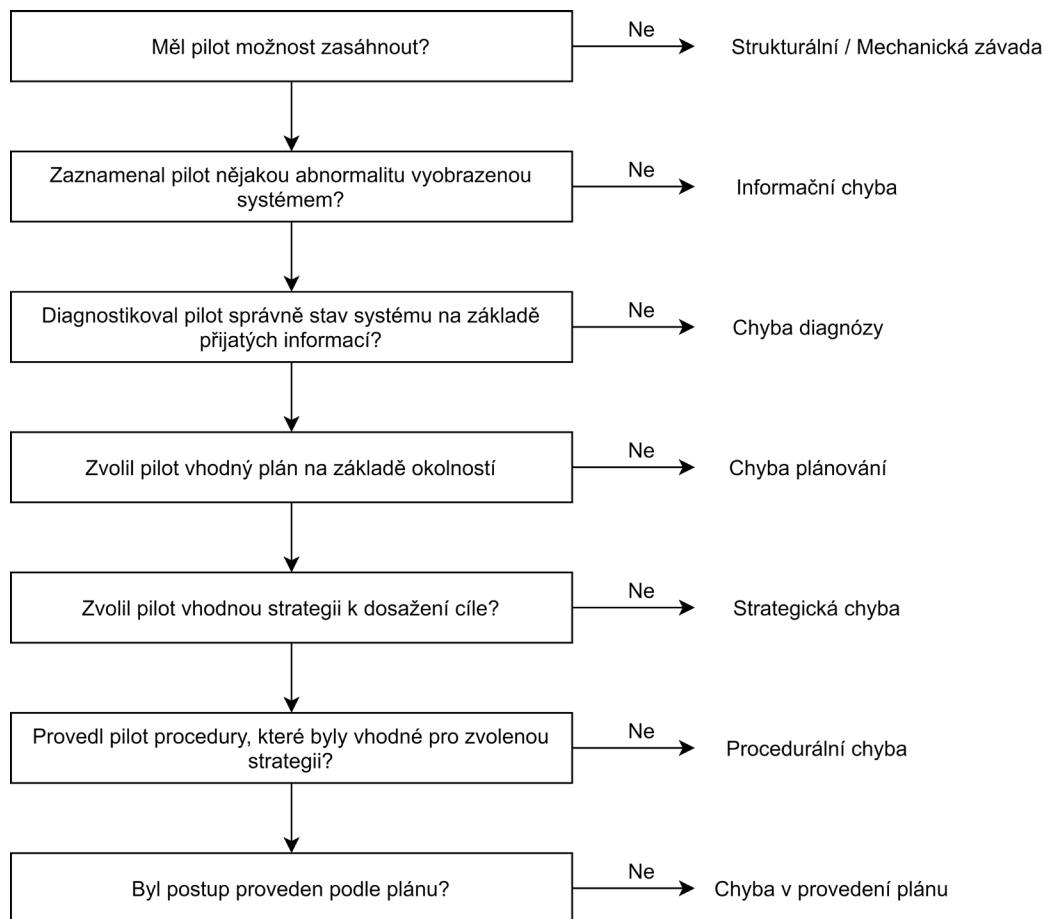 Měl pilot možnost zasáhnout?
Ne
Strukturální / Mechanická závada
Zaznamenal pilot nějakou abnormalitu vyobrazenou
systémem?
Ne
Informační chyba
Diagnostikoval pilot správně stav systému na základě
přijatých informací?
Ne
Chyba diagnózy
Zvolil pilot vhodný plán na základě okolností
Ne
Chyba plánování
Zvolil pilot vhodnou strategii k dosažení cíle?
Ne
Strategická chyba
Provedl pilot procedury, které byly vhodné pro zvolenou
strategii?
Ne
Procedurální chyba
Byl postup proveden podle plánu?
Ne
Chyba v provedení plánu